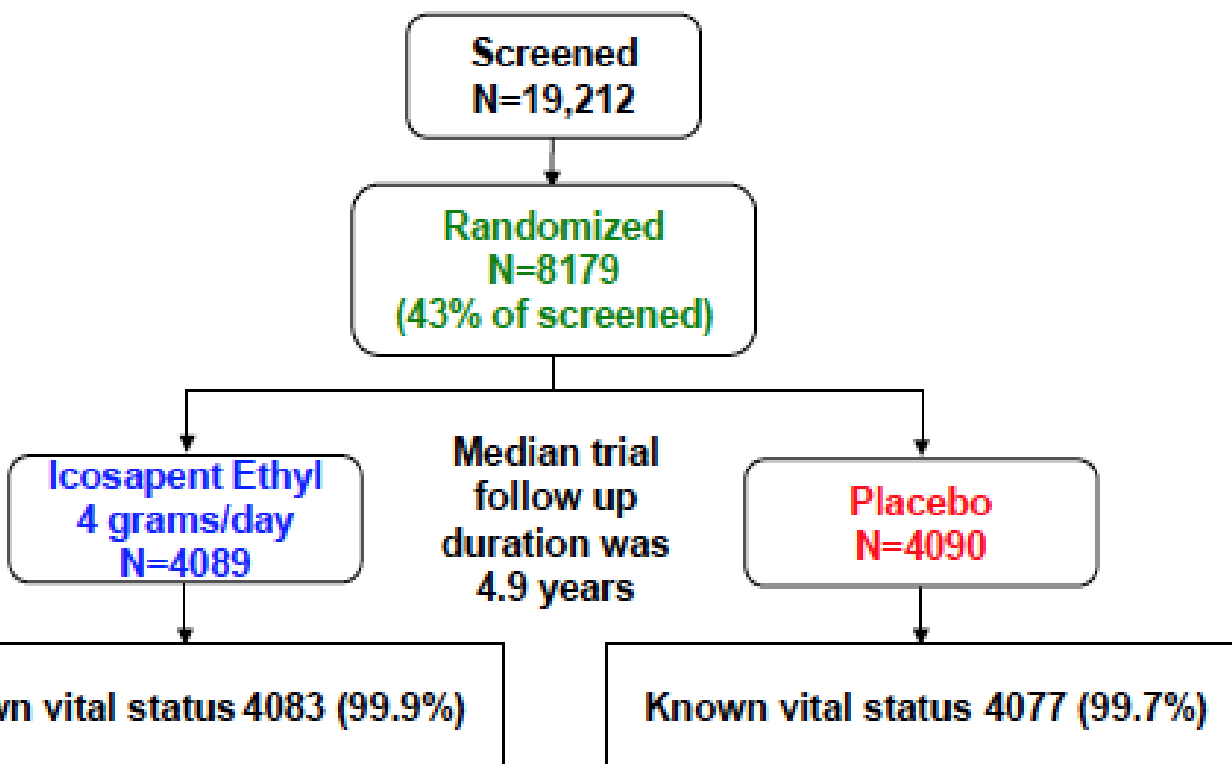 Screened
N=19,212
Randomized
N=8179
(43% of screened)
Icosapent Ethyl
4 grams/day
N=4089
Median trial
follow up
duration was
4.9 years
Placebo
N=4090
vital status 4083 (99.9%)
Known vital status 4077 (99.7%)